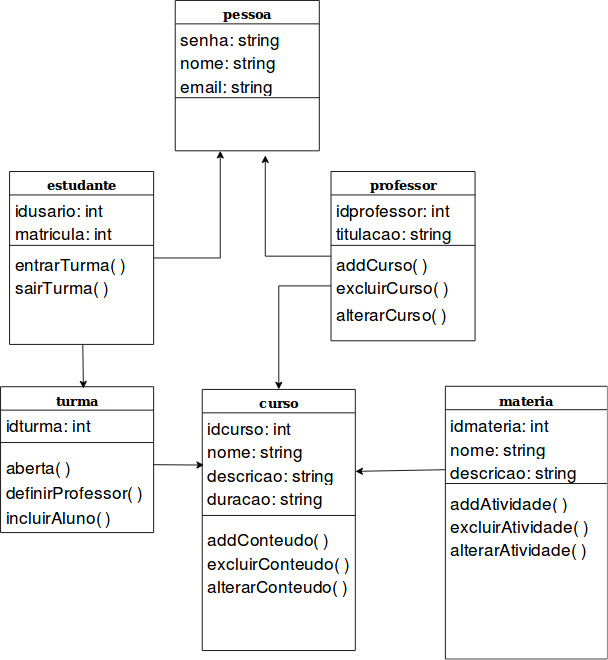 pessoa
senha: string
nome: string
email: string
estudante
idusario: int
matricula: int
entrarTurma( )
sairTurma( )
professor
idprofessor: int
titulacao: string
addCurso( )
excluirCurso( )
alterarCurso( )
turma
idturma: int
aberta( )
definirProfessor( )
incluirAluno( )
curso
idcurso: int
nome: string
descricao: string
duracao: string
addConteudo( )
excluirConteudo( )
alterarConteudo( )
materia
idmateria: int
nome: string
descricao: string
addAtividade( )
excluirAtividade( )
alterarAtividade( )